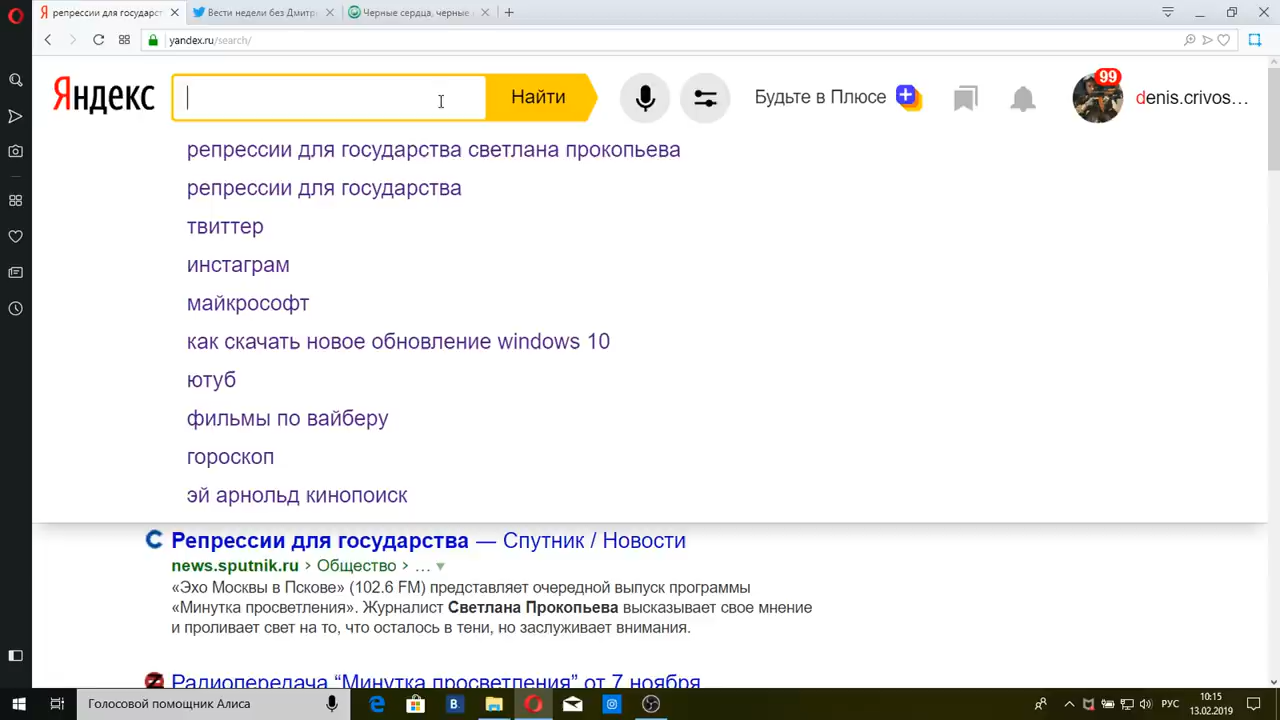 репрессии для государст
Вести недели без Дмитр
Черные сердца, черные
yandex.ru/search/
Яндекс
Найти
Будьте в Плюсе
99
denis.crivos...
репрессии для государства светлана прокопьева
репрессии для государства
твиттер
инстаграм
майкрософт
как скачать новое обновление windows 10
ютуб
фильмы по вайберу
гороскоп
эй арнольд кинопоиск
Репрессии для государства — Спутник / Новости
news.sputnik.ru › Общество › ...
«Эхо Москвы в Пскове» (102.6 FM) представляет очередной выпуск программы
«Минутка просветления». Журналист Светлана Прокопьева высказывает свое мнение
и проливает свет на то, что осталось в тени, но заслуживает внимания.
Радиопередача “Минутка просветления” от 7 ноября
Голосовой помощник Алиса
РУС
10:15
13.02.2019